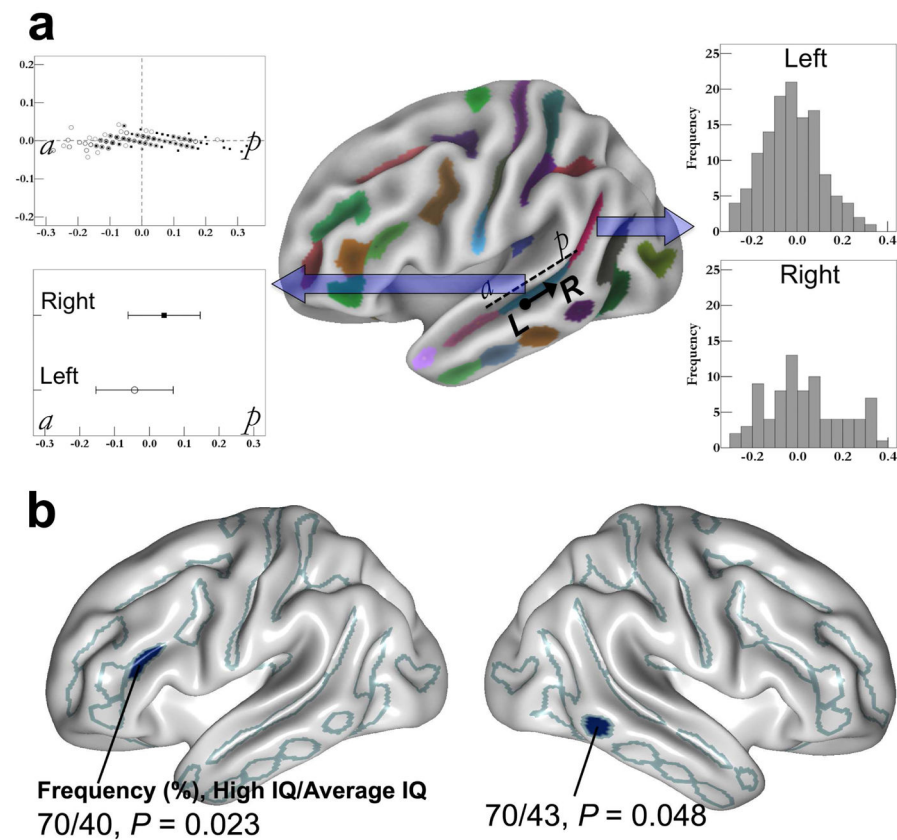 a
0.2
0.1
0.0
-0.1
-0.2
a
p
-0.3 -0.2 -0.1 0.0 0.1 0.2 0.3
Right
Left
a
p
-0.3 -0.2 -0.1 0.0 0.1 0.2 0.3
a
p
L
R
Left
Frequency
25
20
15
10
5
0
-0.2 0.0 0.2 0.4
Right
Frequency
25
20
15
10
5
0
-0.2 0.0 0.2 0.4
b
Frequency (%), High IQ/Average IQ
70/40, P = 0.023
70/43, P = 0.048